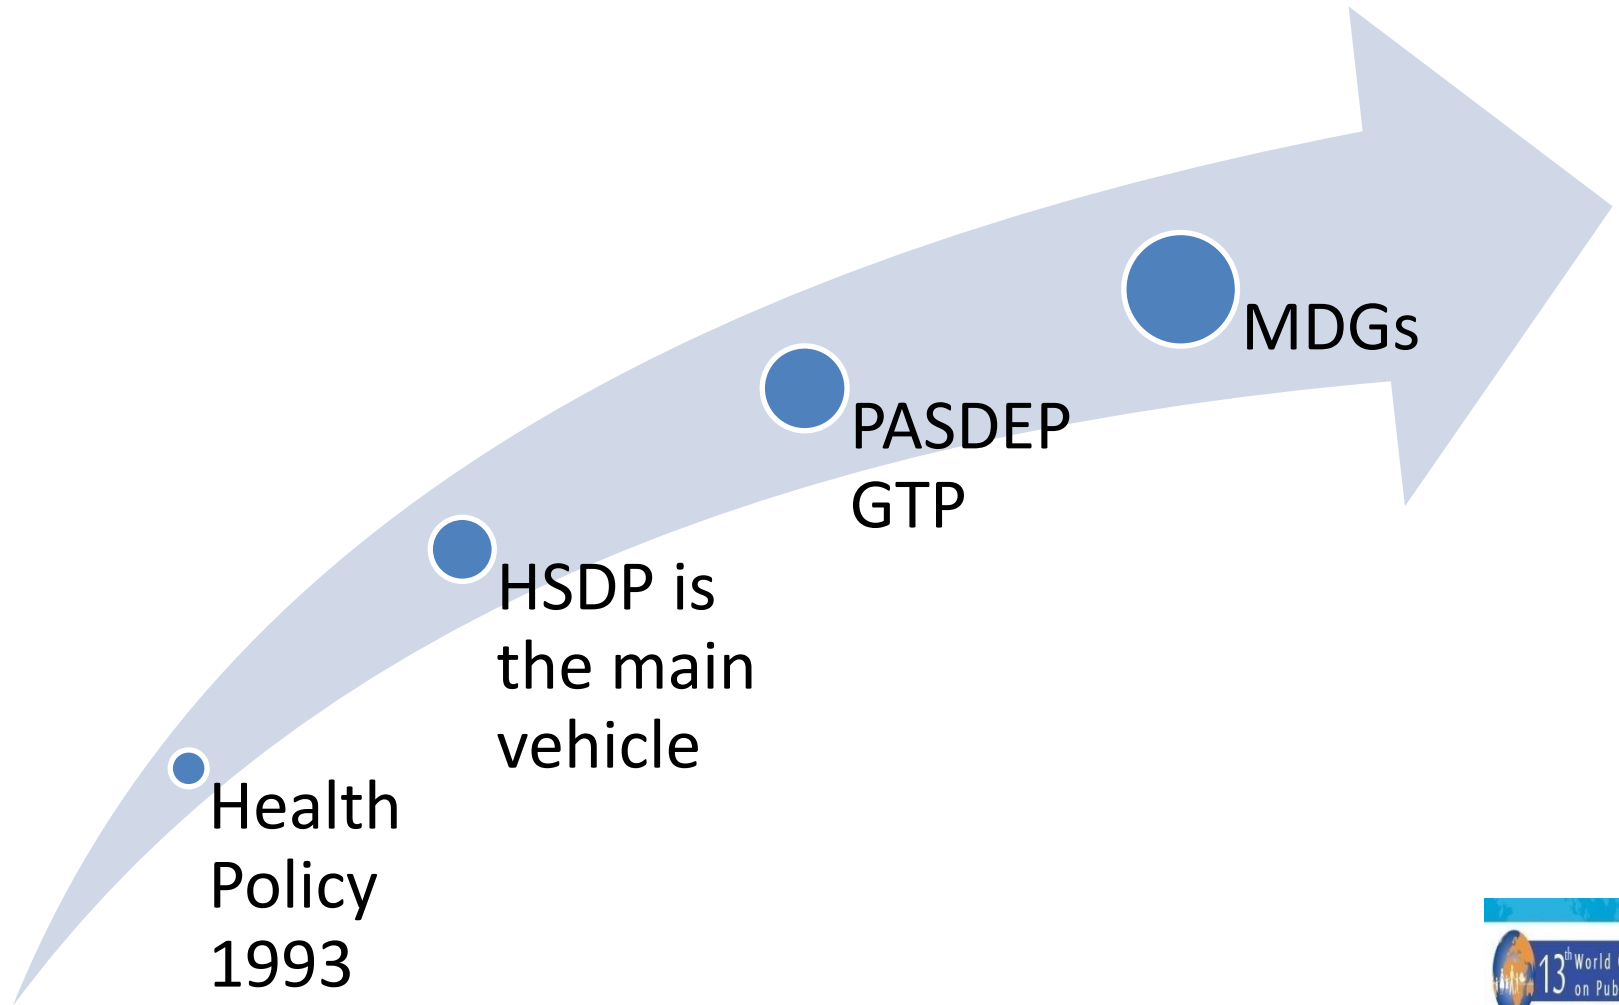 Health
Policy
1993
HSDP is
the main
vehicle
PASDEP
GTP
MDGs
13th World
on Pub